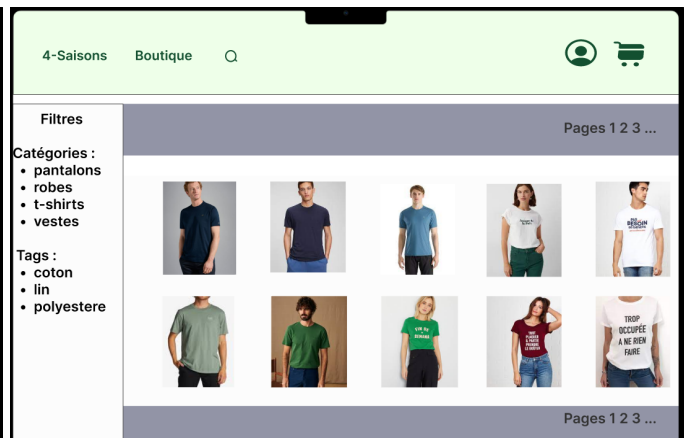 4-Saisons
Boutique
Filtres
Pages 1 2 3 ...
Catégories :
pantalons
robes
t-shirts
vestes
Tags :
coton
lin
polyestere
BESOIN
TROP
OCCUPÉE
A NE RIEN
FAIRE
Pages 1 2 3 ...